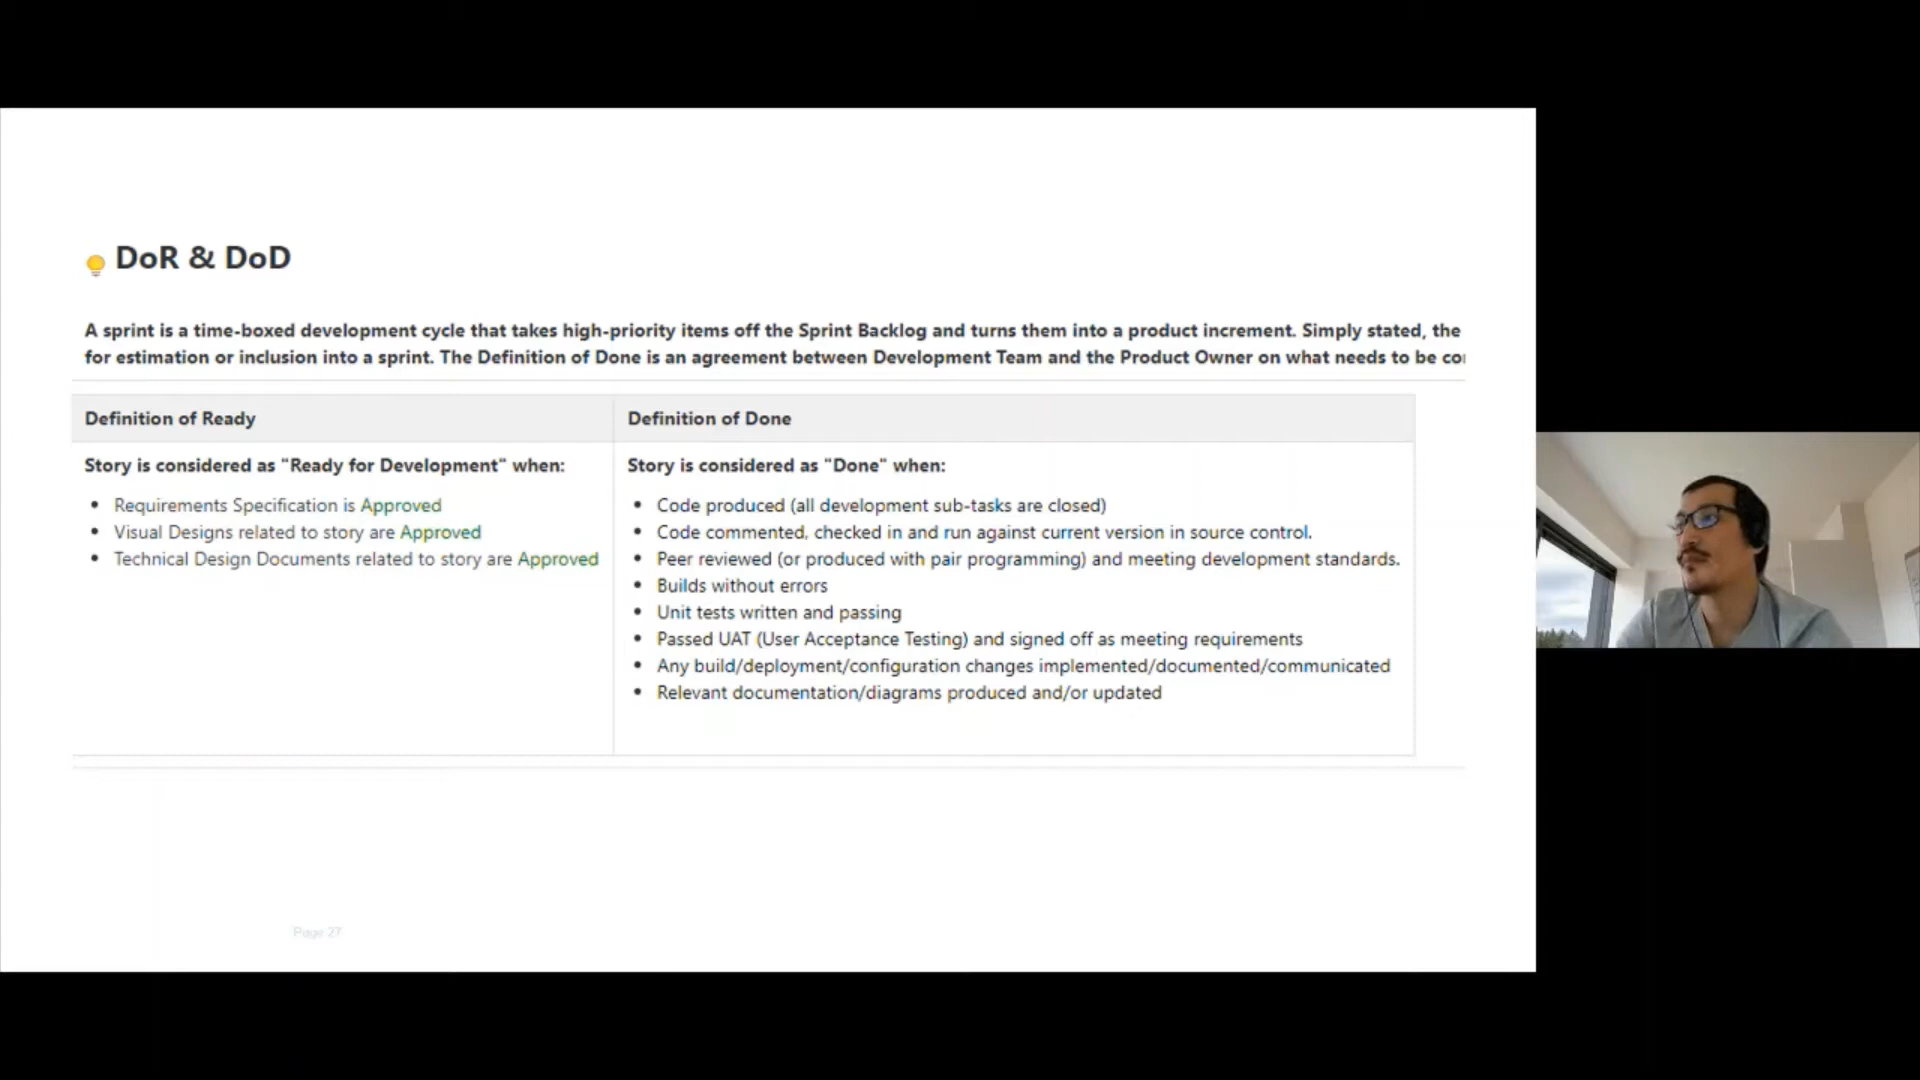 DoR & DoD
A sprint is a time-boxed development cycle that takes high-priority items off the Sprint Backlog and turns them into a product increment. Simply stated, the
for estimation or inclusion into a sprint. The Definition of Done is an agreement between Development Team and the Product Owner on what needs to be
Definition of Ready
Story is considered as "Ready for Development" when:
• Requirements Specification is Approved
• Visual Designs related to story are Approved
• Technical Design Documents related to story are Approved
Definition of Done
Story is considered as "Done" when:
• Code produced (all development sub-tasks are closed)
• Code commented, checked in and run against current version in source control.
• Peer reviewed (or produced with pair programming) and meeting development standards.
• Builds without errors
• Unit tests written and passing
• Passed UAT (User Acceptance Testing) and signed off as meeting requirements
• Any build/deployment/configuration changes implemented/documented/communicated
• Relevant documentation/diagrams produced and/or updated
Page 27